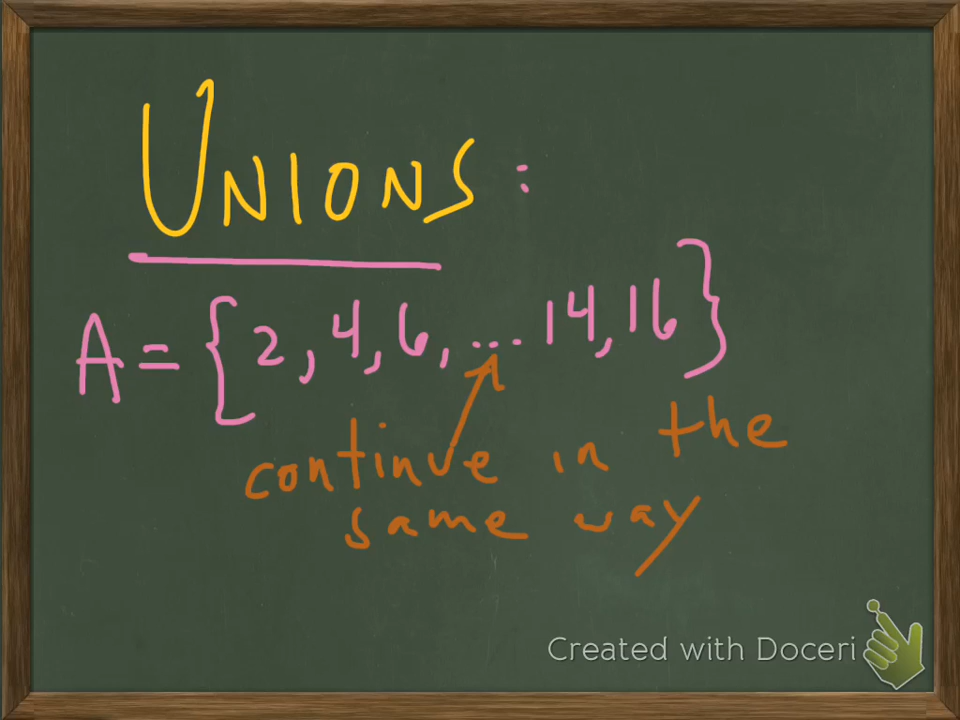 UNIONS:
A = {2, 4, 6, ... 14, 16}
continue in the
same way
Created with Doceri